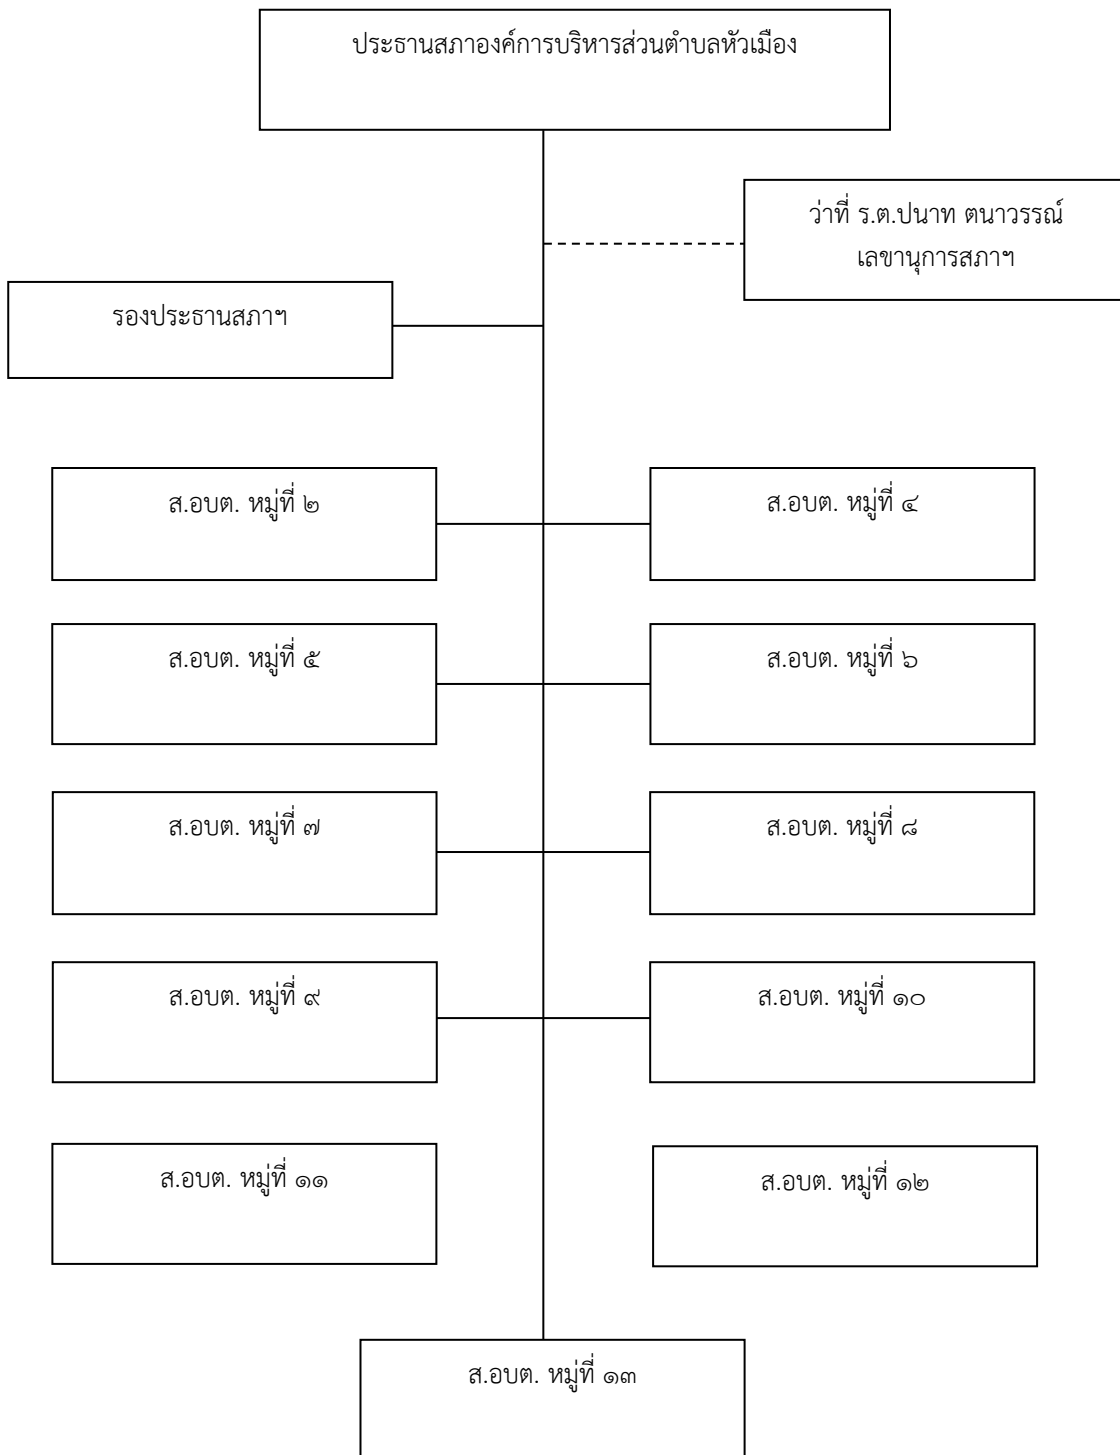 ประธานสภาองค์การบริหารส่วนตำบลหัวเมือง
ว่าที่ ร.ต.ปนาท ตนาวรรณ์
เลขานุการสภาฯ
รองประธานสภาฯ
ส.อบต. หมู่ที่ ๒
ส.อบต. หมู่ที่ ๔
ส.อบต. หมู่ที่ ๕
ส.อบต. หมู่ที่ ๖
ส.อบต. หมู่ที่ ๗
ส.อบต. หมู่ที่ ๘
ส.อบต. หมู่ที่ ๙
ส.อบต. หมู่ที่ ๑๐
ส.อบต. หมู่ที่ ๑๑
ส.อบต. หมู่ที่ ๑๒
ส.อบต. หมู่ที่ ๑๓